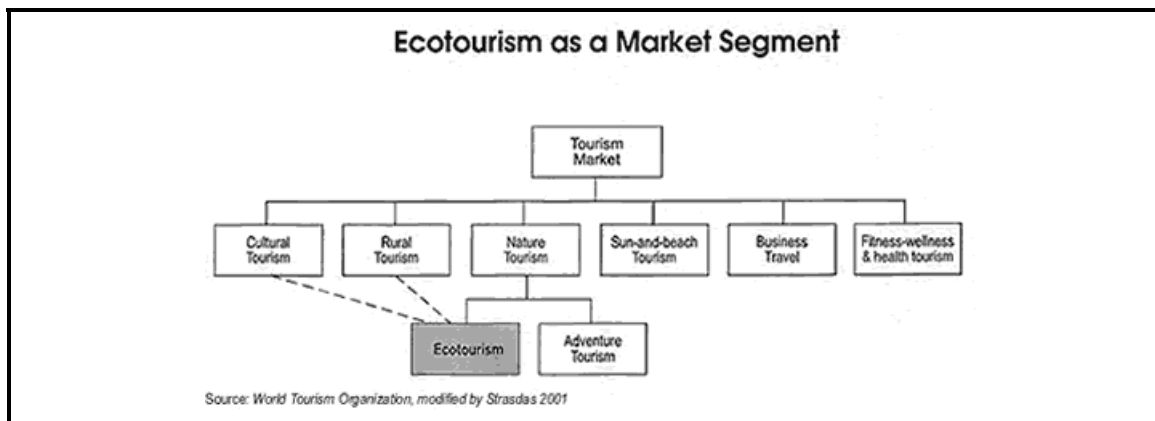 Ecotourism as a Market Segment
Tourism
Market
Cultural
Tourism
Rural
Tourism
Nature
Tourism
Sun-and-beach
Tourism
Business
Travel
Fitness-wellness
& health tourism
Ecotourism
Adventure
Tourism
Source: World Tourism Organization, modified by Strasdas 2001